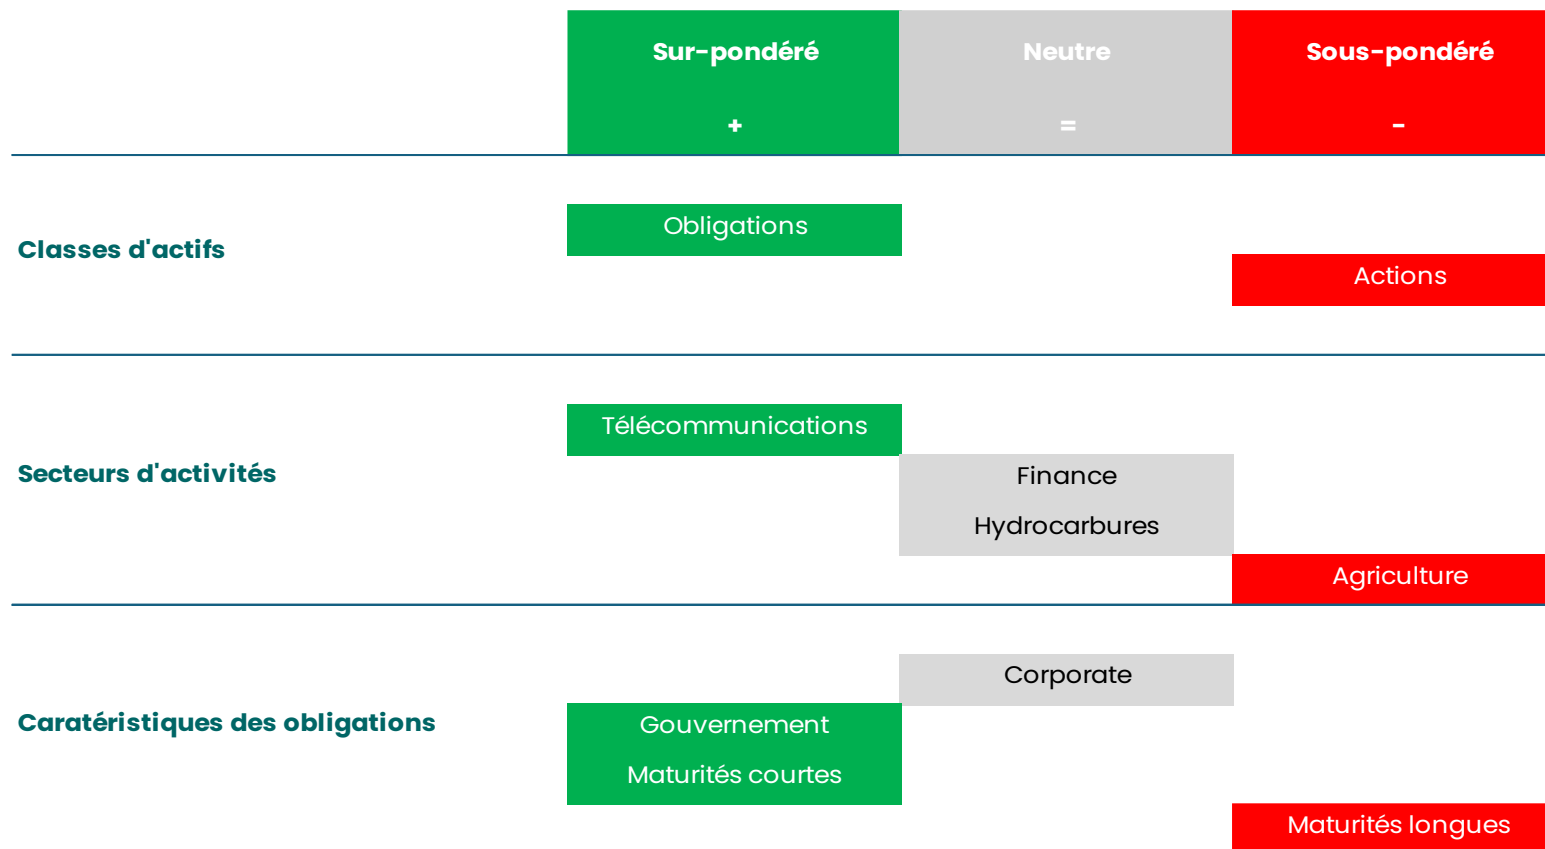 Sur-pondéré Neutre Sous-pondéré
+ = -
Obligations
Classes d'actifs
Actions
Télécommunications
Secteurs d'activités
Finance
Hydrocarbures
Agriculture
Corporate
Caratéristiques des obligations
Gouvernement
Maturités courtes
Maturités longues